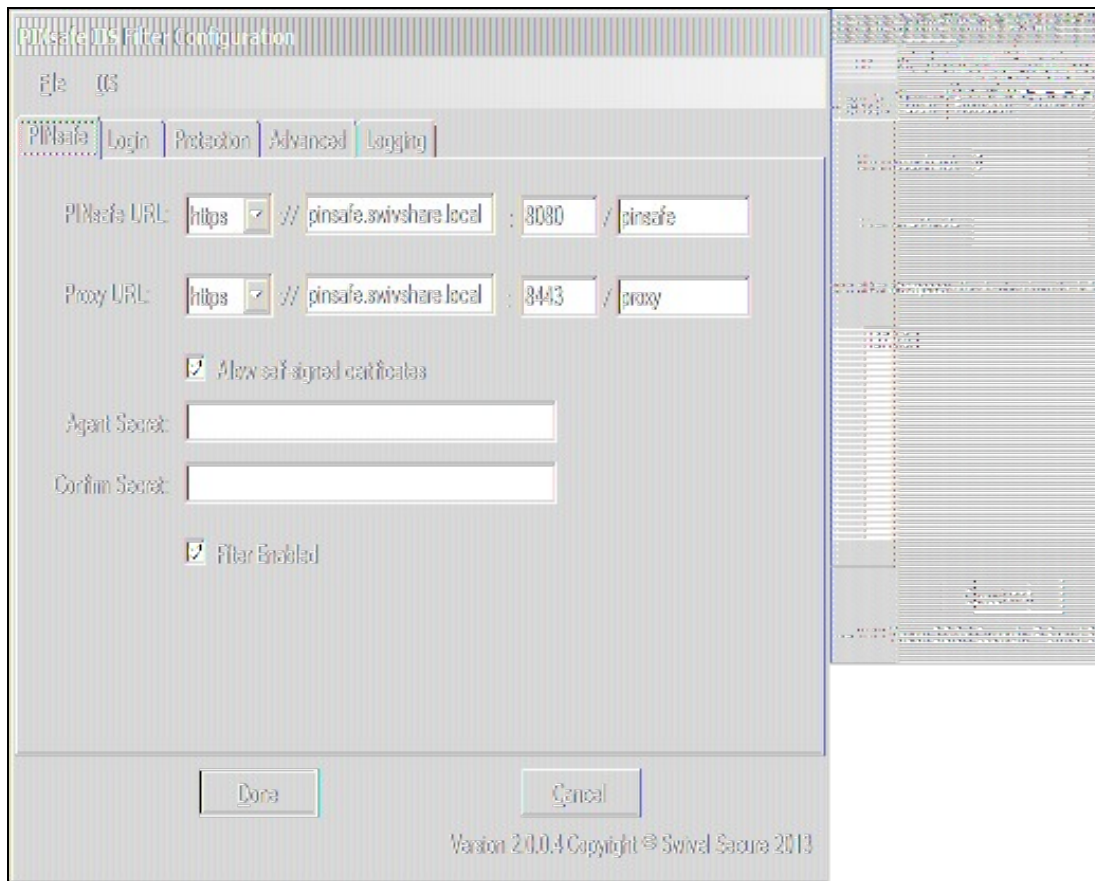 PINsafe IIS Filter Configuration
File OS
PINsafe Login Protection Advanced Logging
PINsafe URL: https :// pinsafe.swivshare.local : 8080 / pinsafe
Proxy URL: https :// pinsafe.swivshare.local : 8443 / proxy
Allow self signed certificates
Agent Secret:
Confirm Secret:
Filter Enabled
Done Cancel
Version 2.0.0.4 Copyright © Swivel Secure 2013